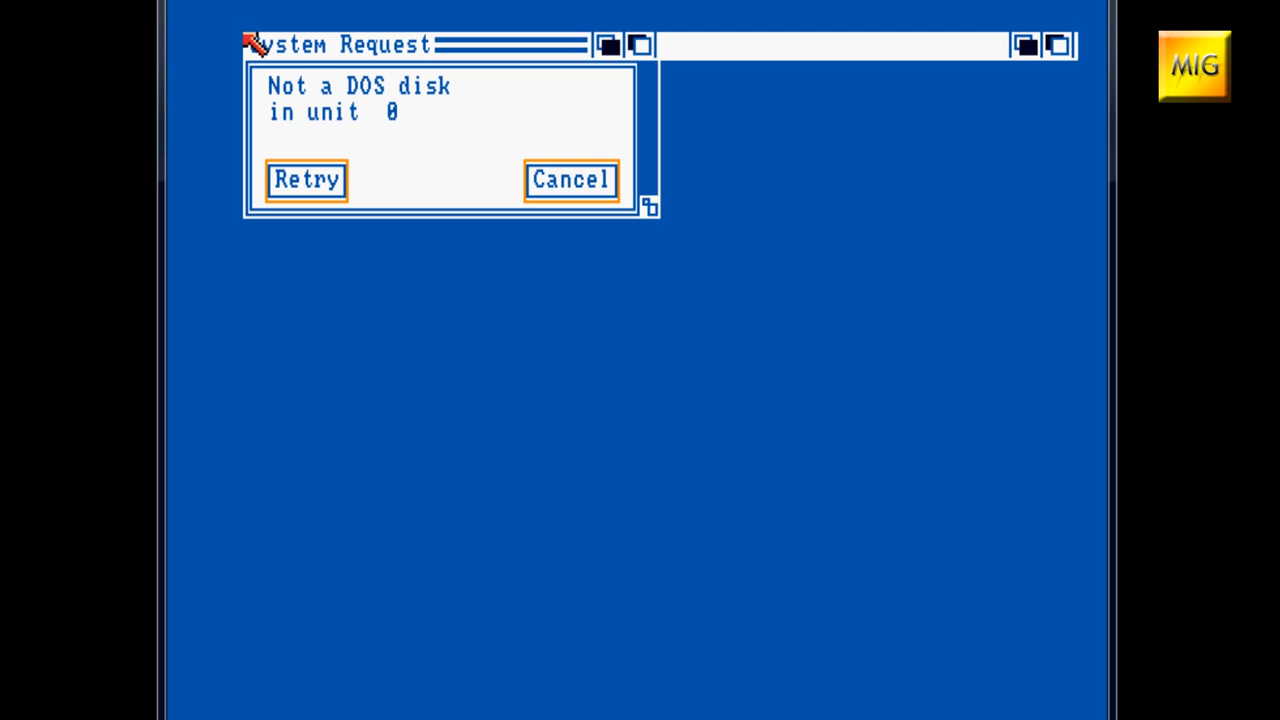 ystem Request
Not a DOS disk
in unit 0
Retry
Cancel
MIG